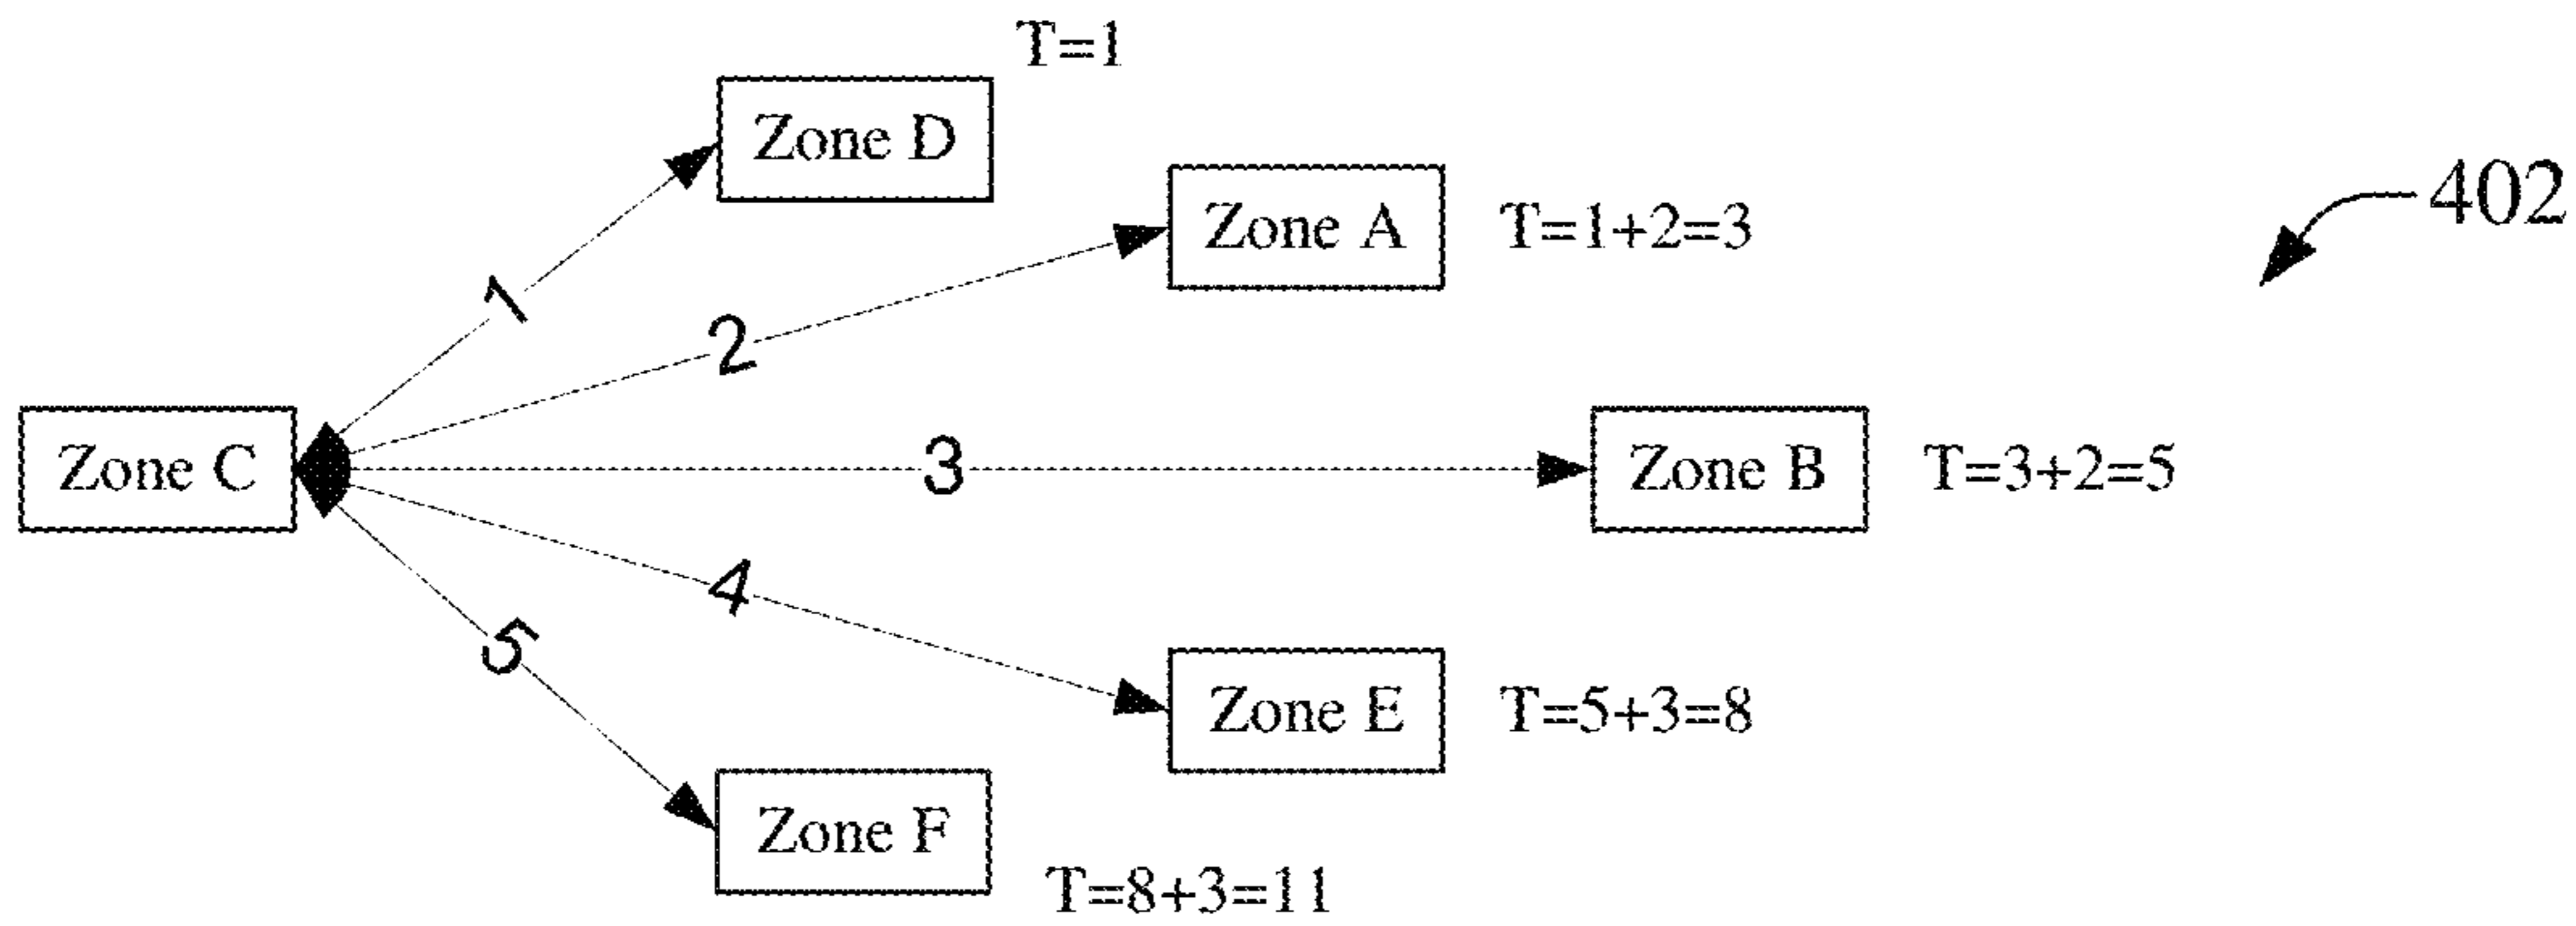 T=1
Zone D
Zone A
T=1+2=3
402
1
2
Zone C
3
Zone B
T=3+2=5
4
5
Zone E
T=5+3=8
Zone F
T=8+3=11